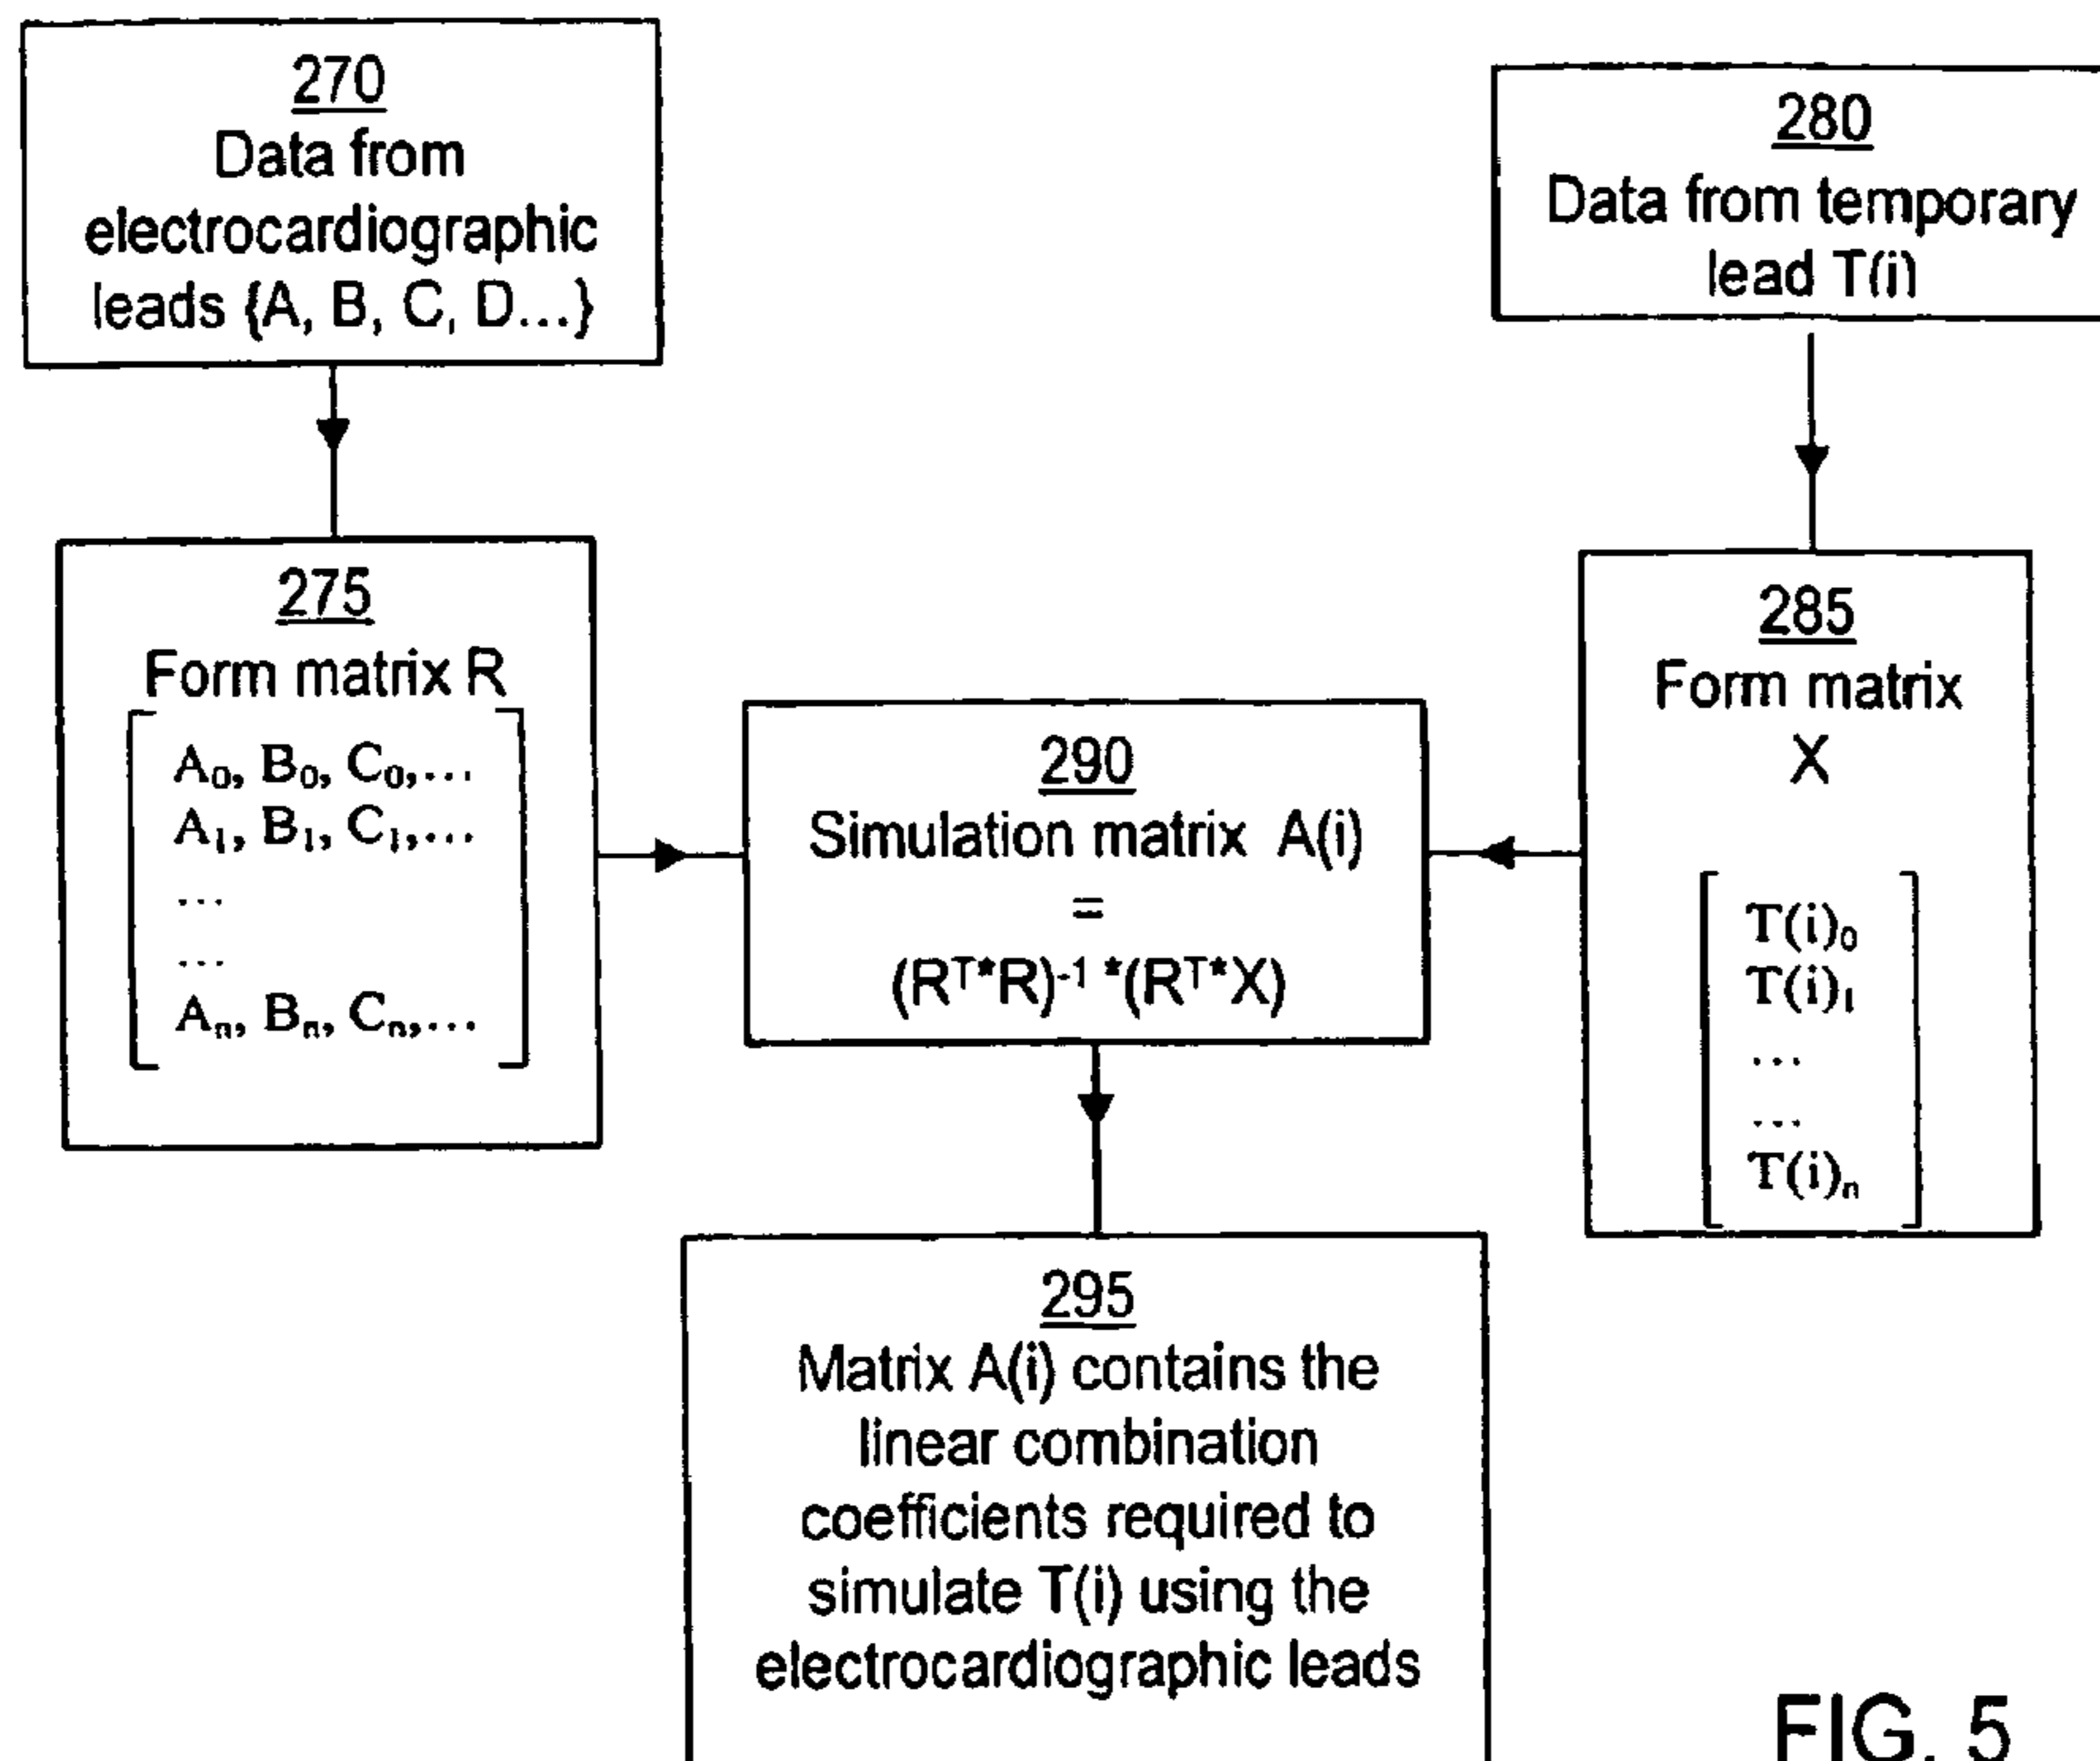 270
Data from
electrocardiographic
leads {A, B, C, D...}
280
Data from temporary
lead T(i)
275
Form matrix R
A₀, B₀, C₀,...
A₁, B₁, C₁,...
...
...
Aₙ, Bₙ, Cₙ,...
290
Simulation matrix A(i)
=
(Rᵀ*R)⁻¹ *(Rᵀ*X)
285
Form matrix
X
T(i)₀
T(i)₁
...
...
T(i)ₙ
295
Matrix A(i) contains the
linear combination
coefficients required to
simulate T(i) using the
electrocardiographic leads
FIG. 5